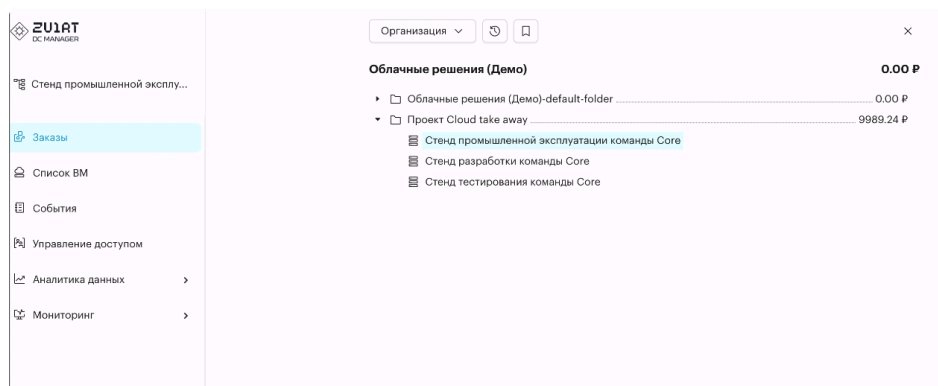 ZVIAT
DC MANAGER
Организация
Стенд промышленной эксплу...
Облачные решения (Демо) 0.00 ₽
Облачные решения (Демо)-default-folder 0.00 ₽
Проект Cloud take away 9989.24 ₽
Стенд промышленной эксплуатации команды Core
Стенд разработки команды Core
Стенд тестирования команды Core
Заказы
Список ВМ
События
Управление доступом
Аналитика данных
Мониторинг